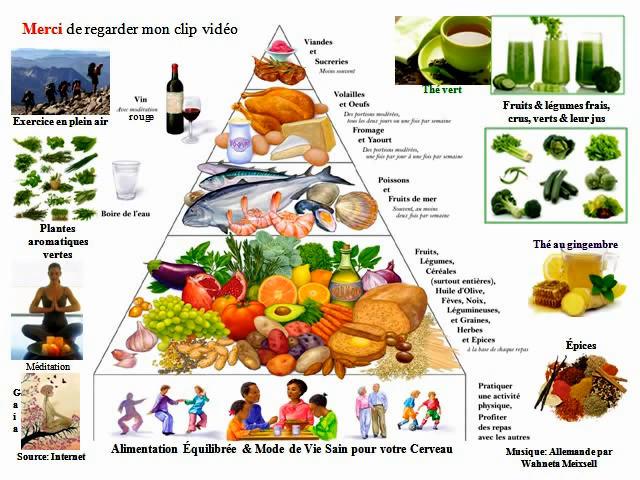 Merci de regarder mon clip vidéo
Exercice en plein air
Vin
Avec modération
rouge
Viandes
et
Sucreries
Moins souvent
Thé vert
Fruits & légumes frais,
crus, verts & leur jus
Volailles
et Oeufs
Des portions modérées,
tous les deux jours ou une fois par semaine
Fromage
et Yaourt
Des portions modérées,
une fois par jour à une fois par semaine
Plantes
aromatiques
vertes
Boire de l'eau
Poissons
et
Fruits de mer
Souvent, au moins
deux fois par semaine
Thé au gingembre
Fruits,
Légumes,
Céréales
(surtout entières),
Huile d'Olive,
Fèves, Noix,
Légumineuses,
et Graines,
Herbes
et Epices
à la base de chaque repas
Méditation
Épices
Gaia
Source: Internet
Pratiquer
une activité
physique,
Profiter
des repas
avec les autres
Alimentation Équilibrée & Mode de Vie Sain pour votre Cerveau
Musique: Allemande par
Wahneta Meixsell